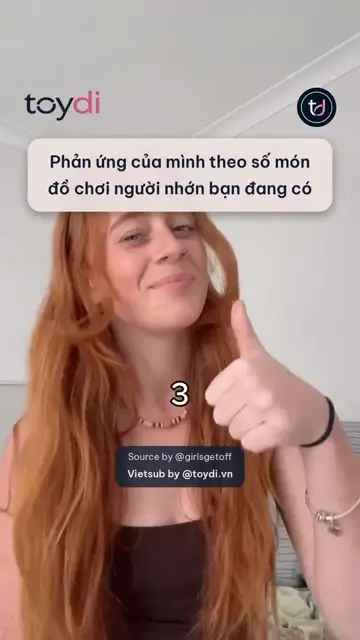 toydi
td
Phản ứng của mình theo số món
đồ chơi người nhớn bạn đang có
3
Source by @girlsgetoff
Vietsub by @toydi.vn